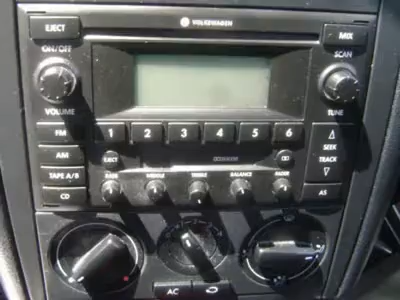 VOLKSWAGEN
EJECT
MIX
ON/OFF
SCAN
VOLUME
TUNE
FM
1 2 3 4 5 6
SEEK
AM
EJECT
TRACK
TAPE A/B
BASS MIDDLE TREBLE BALANCE FADER
CD
AS
AC